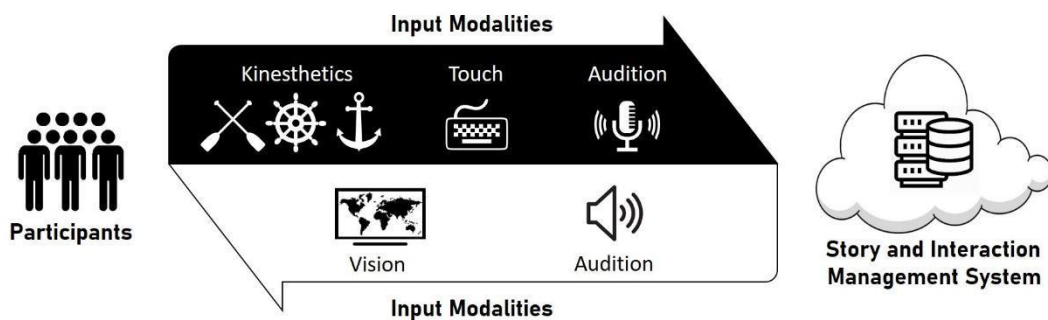 Input Modalities
Kinesthetics Touch Audition
Participants
Vision Audition
Story and Interaction
Management System
Input Modalities